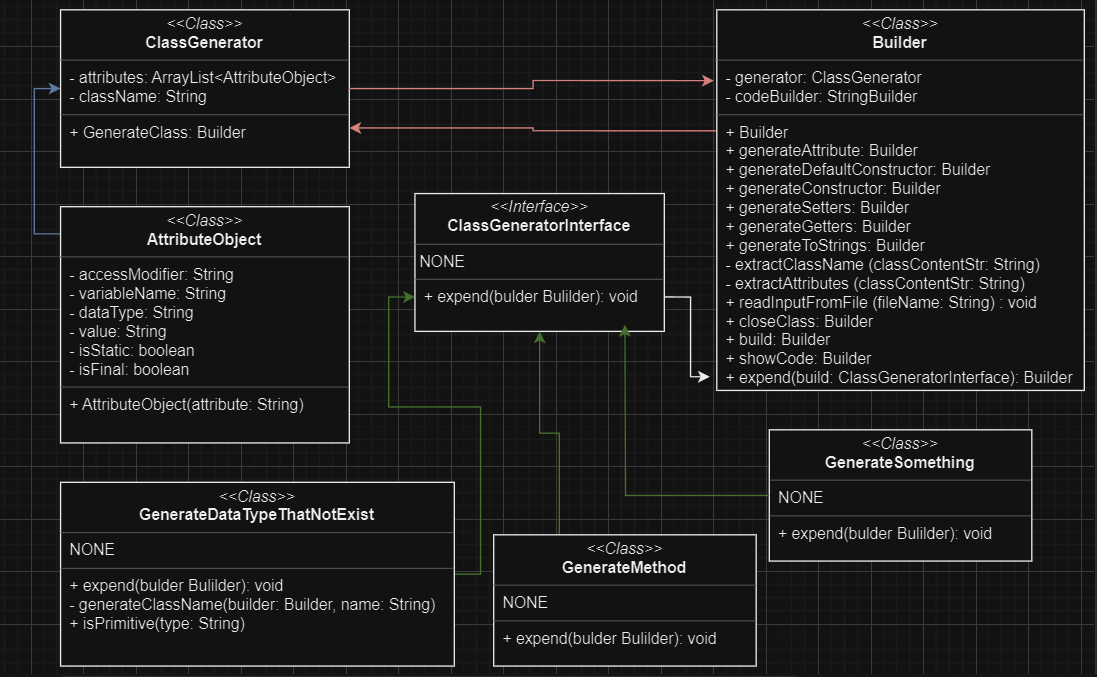 <<Class>>
ClassGenerator
- attributes: ArrayList<AttributeObject>
- className: String
+ GenerateClass: Builder
<<Class>>
Builder
- generator: ClassGenerator
- codeBuilder: StringBuilder
+ Builder
+ generateAttribute: Builder
+ generateDefaultConstructor: Builder
+ generateConstructor: Builder
+ generateSetters: Builder
+ generateGetters: Builder
+ generateToStrings: Builder
- extractClassName (classContentStr: String)
- extractAttributes (classContentStr: String)
+ readInputFromFile (fileName: String) : void
+ closeClass: Builder
+ build: Builder
+ showCode: Builder
+ expend(build: ClassGeneratorInterface): Builder
<<Interface>>
ClassGeneratorInterface
NONE
+ expend(bulder Bulilder): void
<<Class>>
AttributeObject
- accessModifier: String
- variableName: String
- dataType: String
- value: String
- isStatic: boolean
- isFinal: boolean
+ AttributeObject(attribute: String)
<<Class>>
GenerateSomething
NONE
+ expend(bulder Bulilder): void
<<Class>>
GenerateDataTypeThatNotExist
NONE
+ expend(bulder Bulilder): void
- generateClassName(builder: Builder, name: String)
+ isPrimitive(type: String)
<<Class>>
GenerateMethod
NONE
+ expend(bulder Bulilder): void